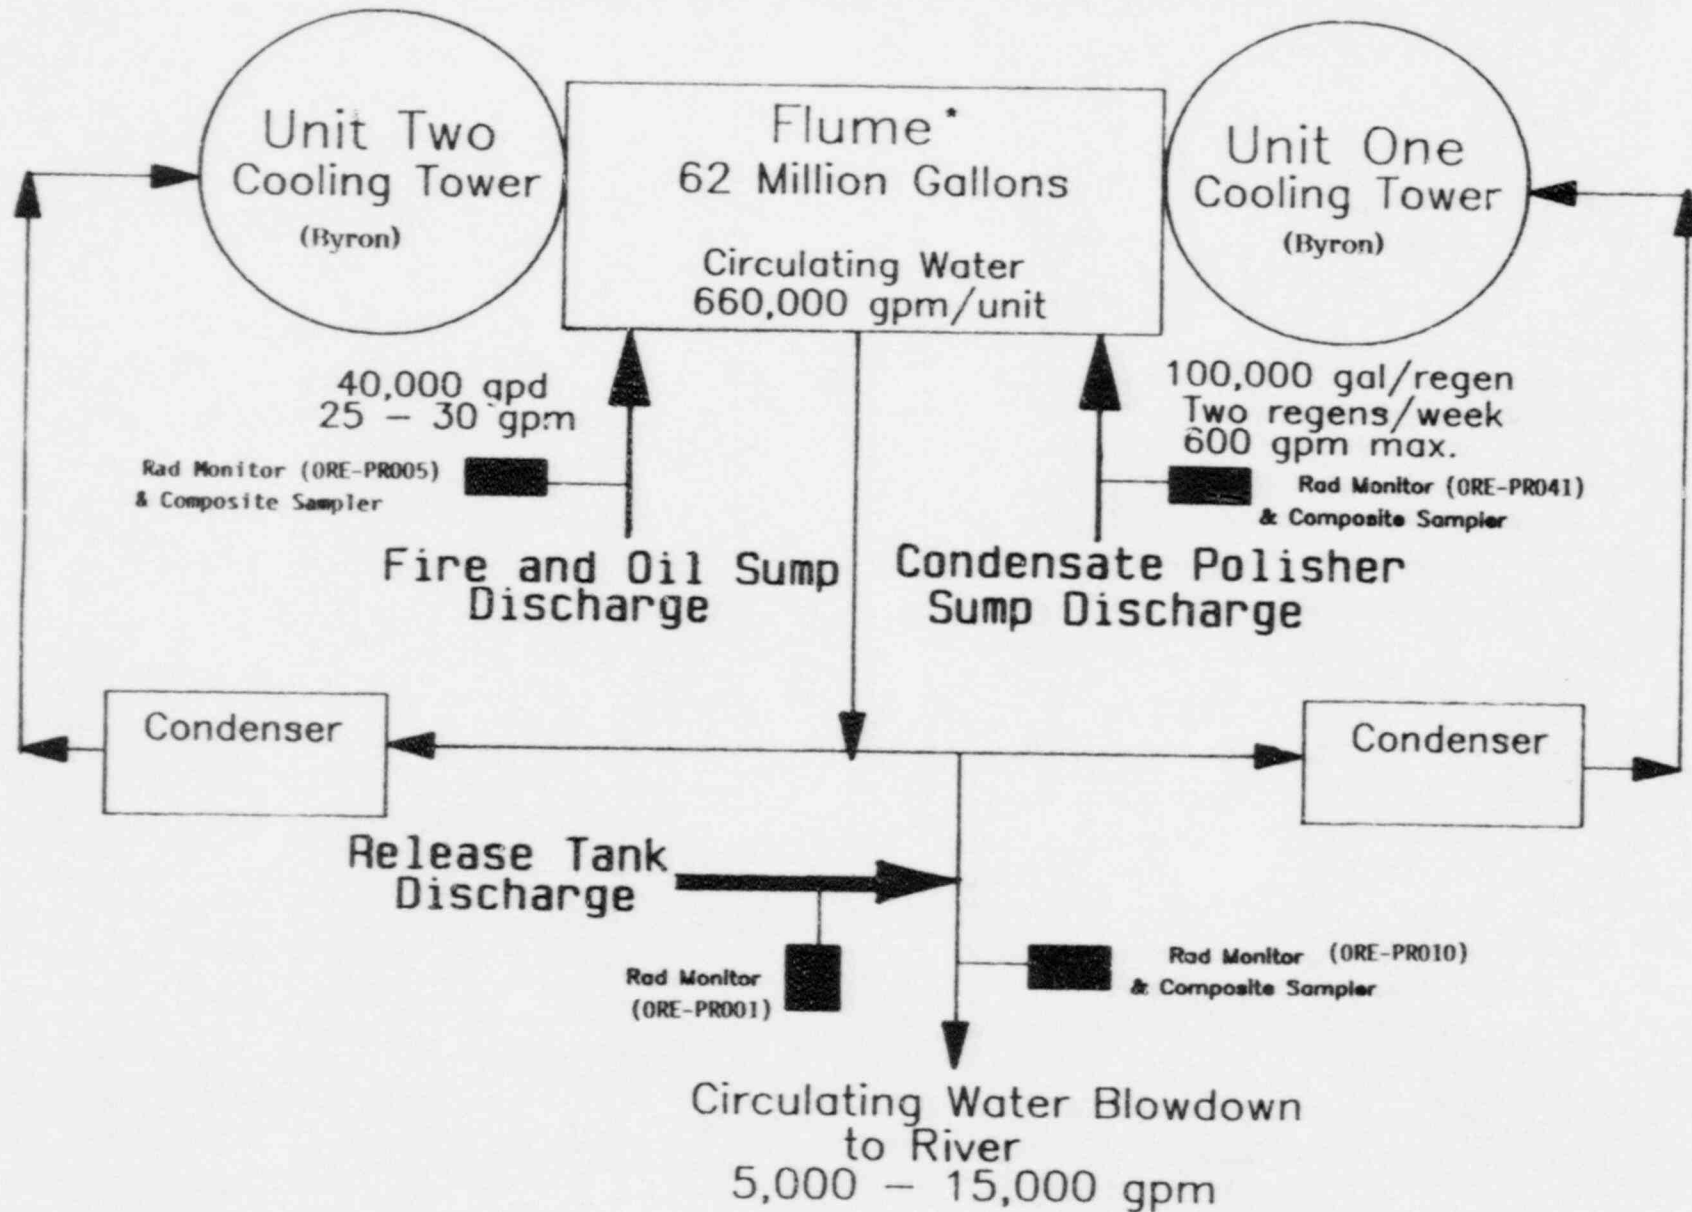 Unit Two
Cooling Tower
(Byron)
Flume *
62 Million Gallons
Circulating Water
660,000 gpm/unit
Unit One
Cooling Tower
(Byron)
40,000 gpd
25 – 30 gpm
Rad Monitor (0RE-PR005)
& Composite Sampler
Fire and Oil Sump
Discharge
100,000 gal/regen
Two regens/week
600 gpm max.
Rad Monitor (0RE-PR041)
& Composite Sampler
Condensate Polisher
Sump Discharge
Condenser
Condenser
Release Tank
Discharge
Rad Monitor
(0RE-PR001)
Rad Monitor (0RE-PR010)
& Composite Sampler
Circulating Water Blowdown
to River
5,000 – 15,000 gpm